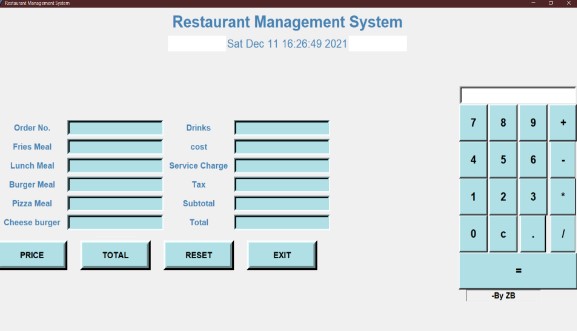 Restaurant Management System
Restaurant Management System
Sat Dec 11 16:26:49 2021
Order No.
Drinks
Fries Meal
cost
Lunch Meal
Service Charge
Burger Meal
Tax
Pizza Meal
Subtotal
Cheese burger
Total
PRICE TOTAL RESET EXIT
7 8 9 +
4 5 6 -
1 2 3 *
0 c . /
=
-By ZB